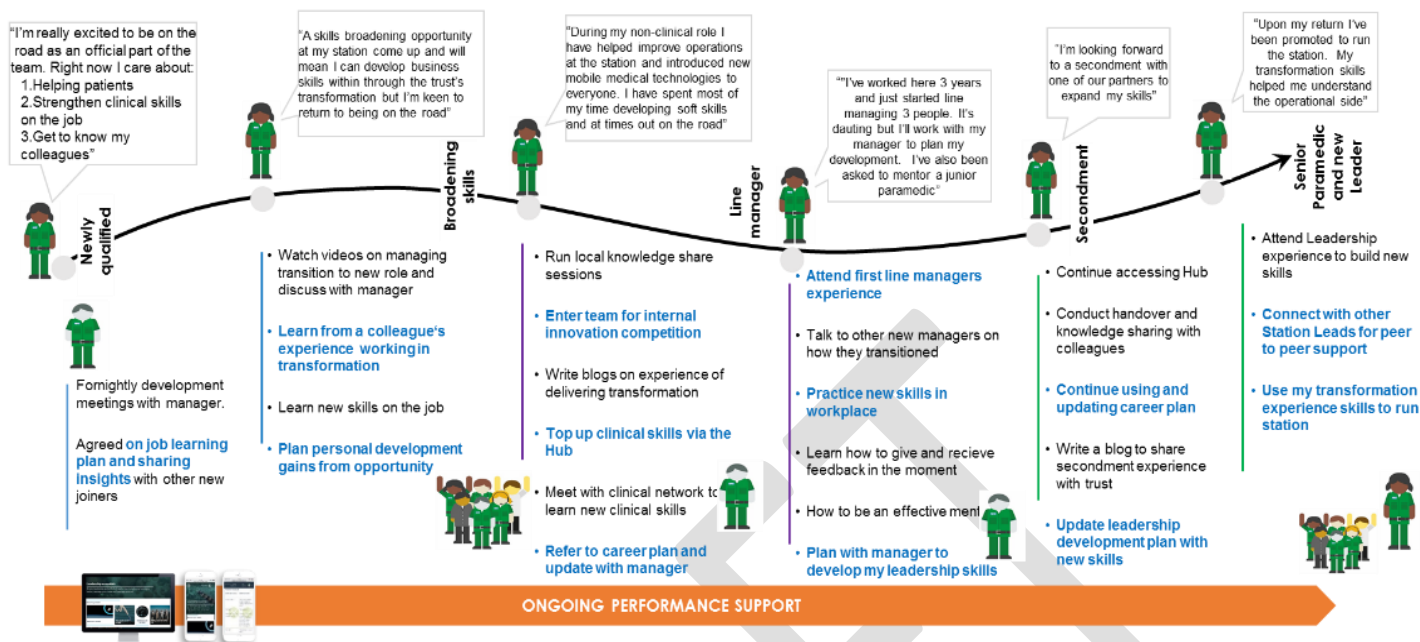 “I’m really excited to be on the
road as an official part of the
team. Right now I care about:
1.Helping patients
2.Strengthen clinical skills
on the job
3.Get to know my
colleagues”
“A skills broadening opportunity
at my station come up and will
mean I can develop business
skills within through the trust’s
transformation but I’m keen to
return to being on the road”
“During my non-clinical role I
have helped improve operations
at the station and introduced new
mobile medical technologies to
everyone. I have spent most of
my time developing soft skills
and at times out on the road”
““I’ve worked here 3 years
and just started line
managing 3 people. It’s
dauting but I’ll work with my
manager to plan my
development. I’ve also been
asked to mentor a junior
paramedic”
“I’m looking forward
to a secondment with
one of our partners to
expand my skills”
“Upon my return I’ve
been promoted to run
the station. My
transformation skills
helped me understand
the operational side”
Newly
qualified
Broadening
skills
Line
manager
Secondment
Senior
Paramedic
and new
Leader
Fornightly development
meetings with manager.
Agreed on job learning
plan and sharing
insights with other new
joiners
• Watch videos on managing
transition to new role and
discuss with manager
• Learn from a colleague‘s
experience working in
transformation
• Learn new skills on the job
• Plan personal development
gains from opportunity
• Run local knowledge share
sessions
• Enter team for internal
innovation competition
• Write blogs on experience of
delivering transformation
• Top up clinical skills via the
Hub
• Meet with clinical network to
learn new clinical skills
• Refer to career plan and
update with manager
• Attend first line managers
experience
• Talk to other new managers on
how they transitioned
• Practice new skills in
workplace
• Learn how to give and recieve
feedback in the moment
• How to be an effective ment
• Plan with manager to
develop my leadership skills
• Continue accessing Hub
• Conduct handover and
knowledge sharing with
colleagues
• Continue using and
updating career plan
• Write a blog to share
secondment experience
with trust
• Update leadership
development plan with
new skills
• Attend Leadership
experience to build new
skills
• Connect with other
Station Leads for peer
to peer support
• Use my transformation
experience skills to run
station
ONGOING PERFORMANCE SUPPORT